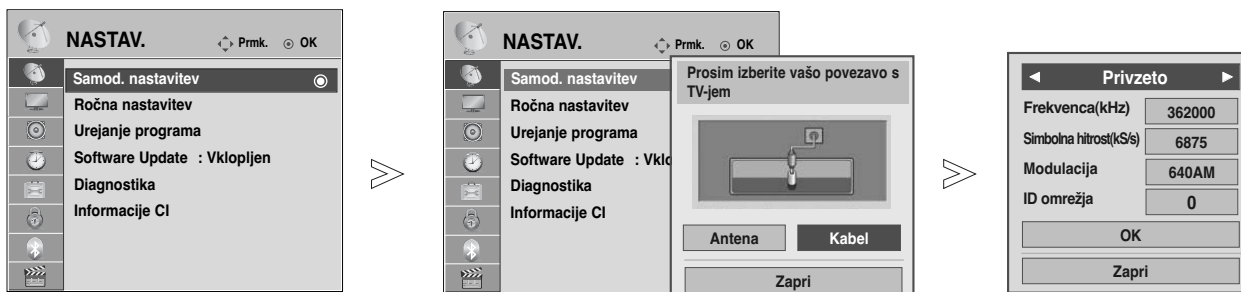 NASTAV.
Prmk. OK
Samod. nastavitev
Ročna nastavitev
Urejanje programa
Software Update : Vklopljen
Diagnostika
Informacije CI
NASTAV.
Prmk. OK
Samod. nastavitev
Ročna nastavitev
Urejanje programa
Software Update : Vklo
Diagnostika
Informacije CI
Prosim izberite vašo povezavo s
TV-jem
Antena Kabel
Zapri
Privzeto
Frekvenca(kHz) 362000
Simbolna hitrost(kS/s) 6875
Modulacija 640AM
ID omrežja 0
OK
Zapri